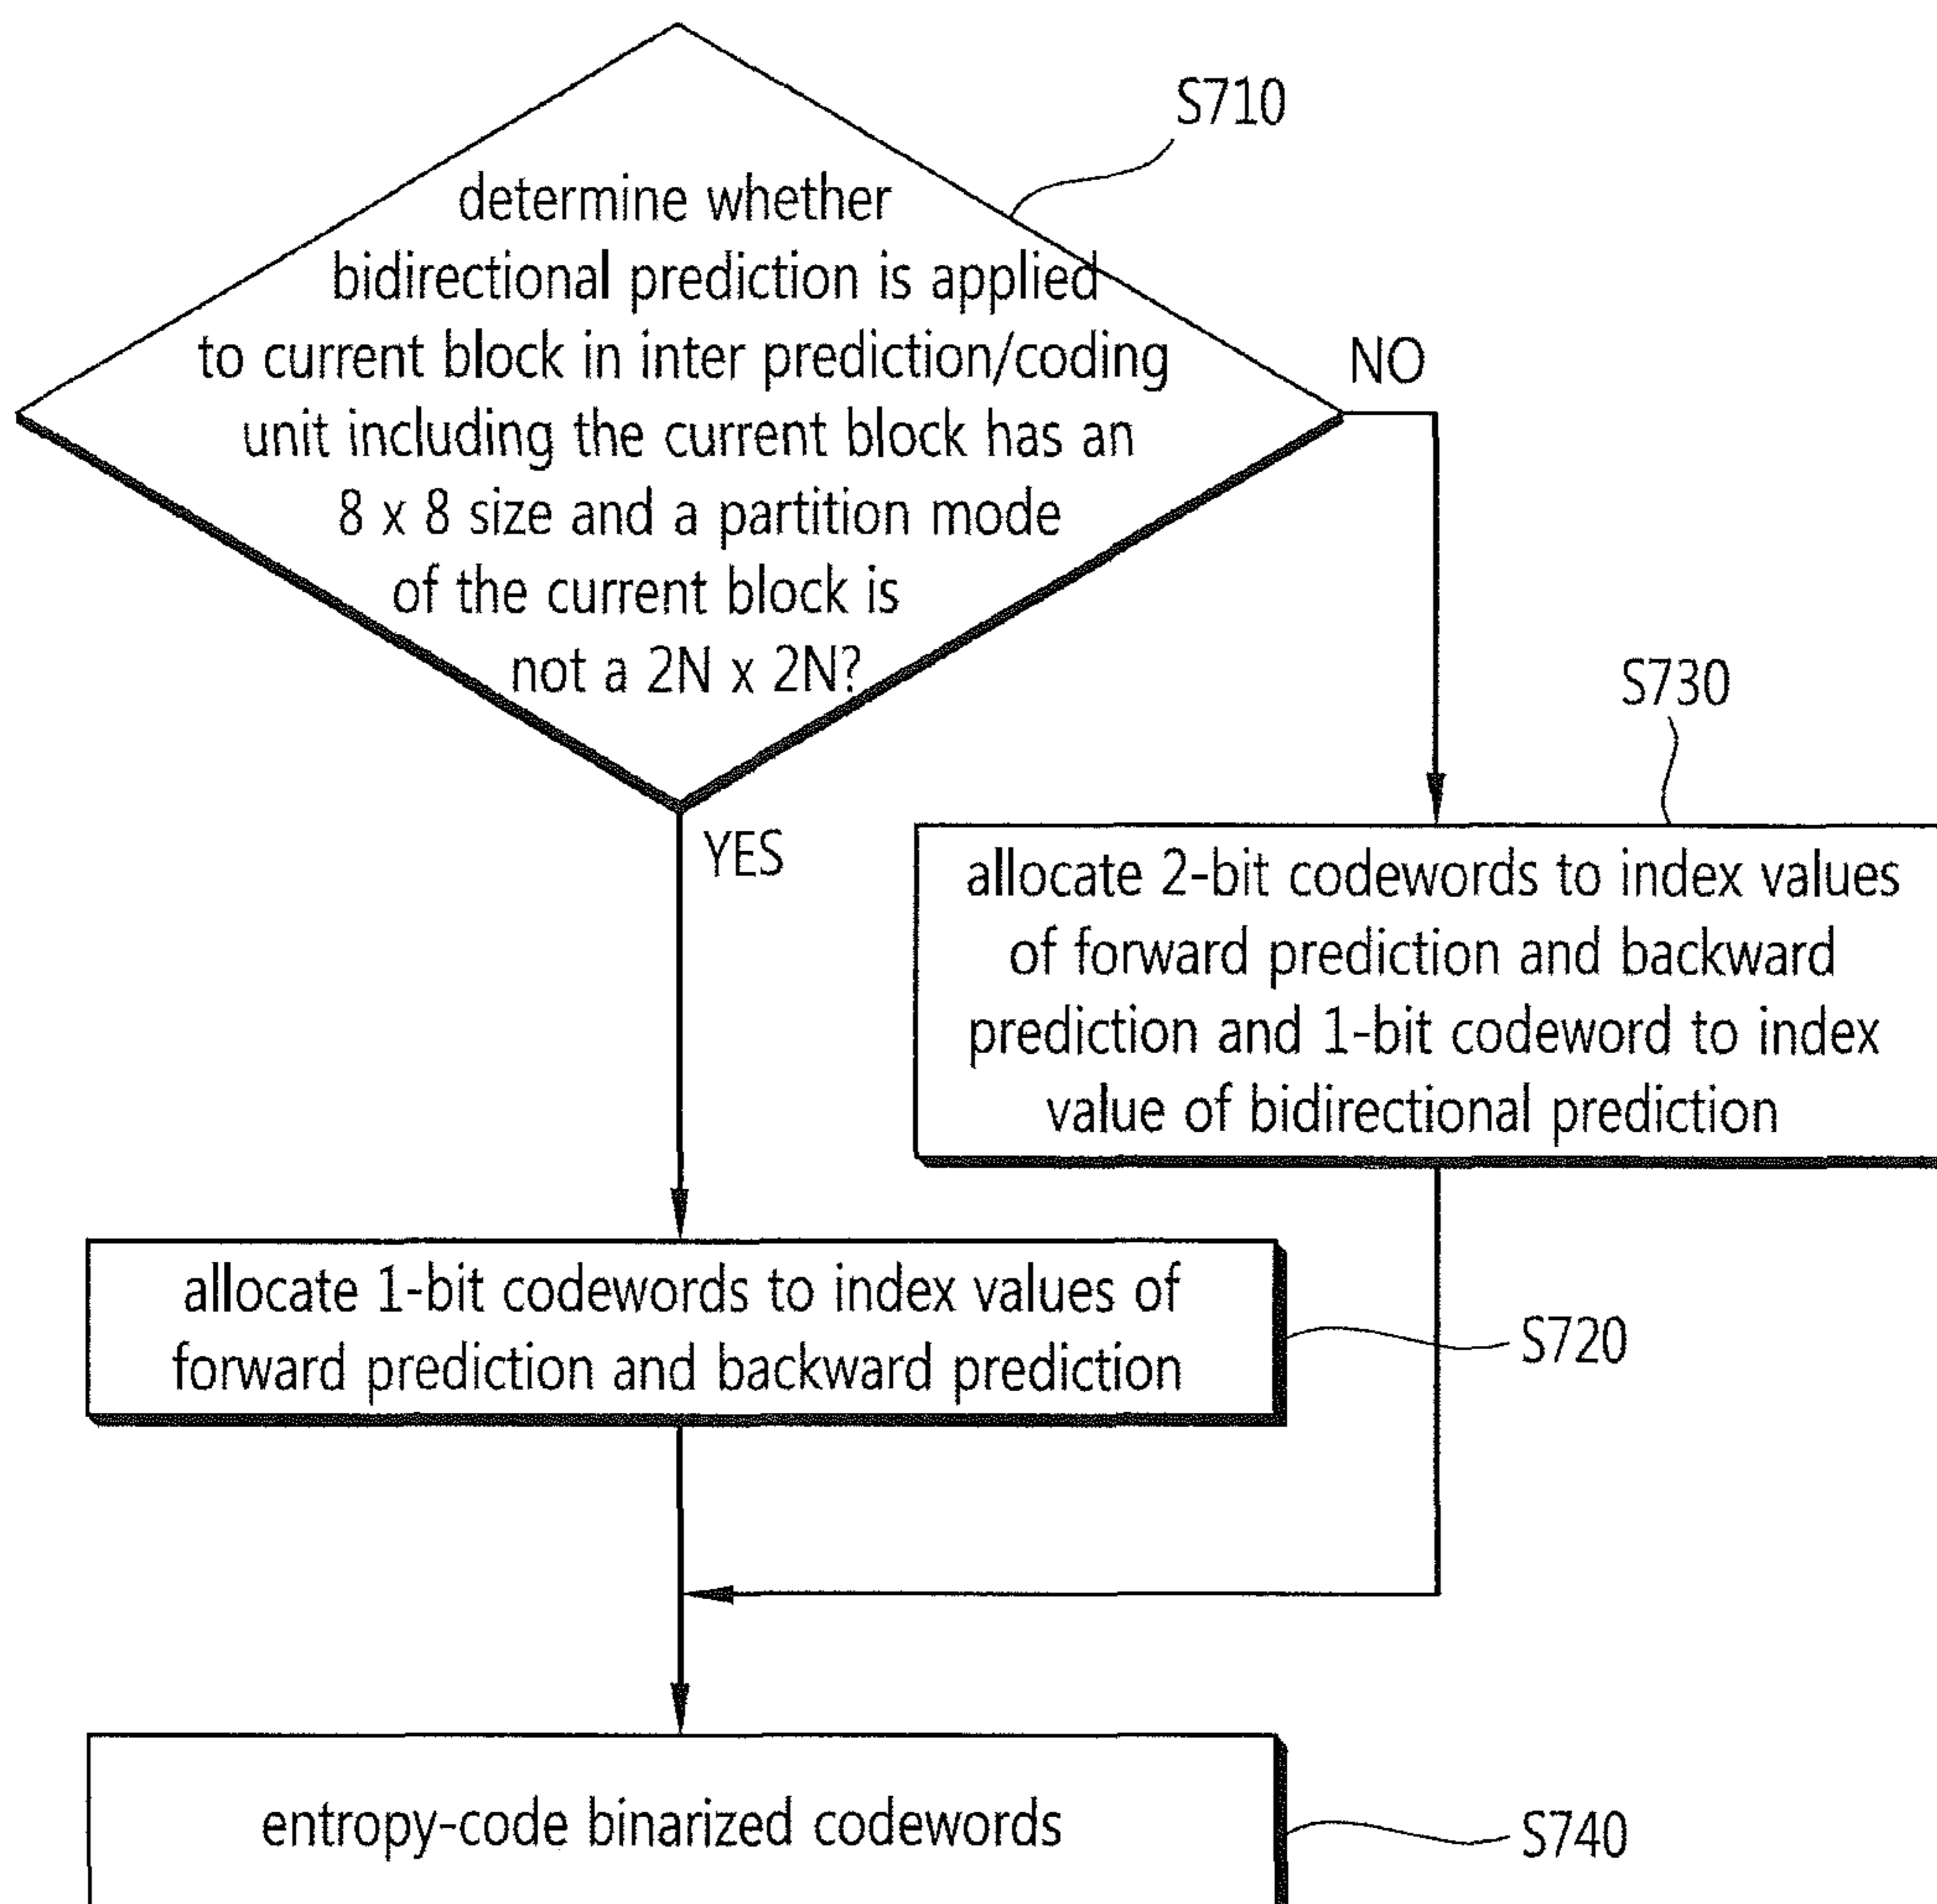 S710
determine whether
bidirectional prediction is applied
to current block in inter prediction/coding
unit including the current block has an
8 x 8 size and a partition mode
of the current block is
not a 2N x 2N?
NO
YES
S730
allocate 2-bit codewords to index values
of forward prediction and backward
prediction and 1-bit codeword to index
value of bidirectional prediction
allocate 1-bit codewords to index values of
forward prediction and backward prediction
S720
entropy-code binarized codewords
S740